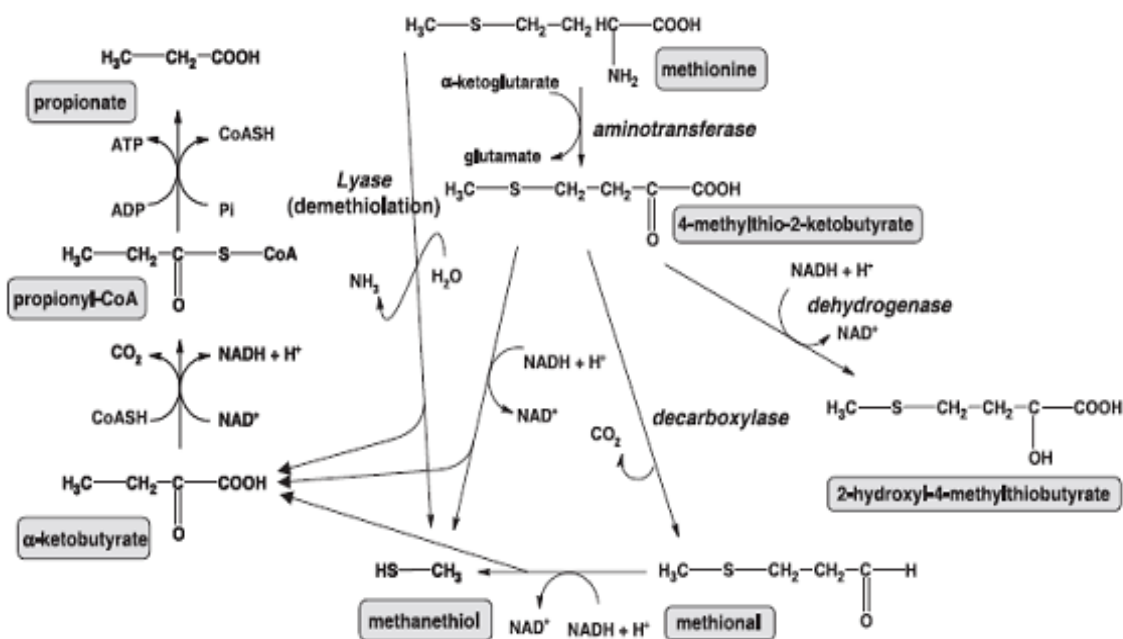 H₃C—S—CH₂—CH₂HC—COOH
NH₂
methionine
H₃C—CH₂—COOH
propionate
α-ketoglutarate
aminotransferase
glutamate
ATP
CoASH
ADP
Pi
Lyase
(demethiolation)
H₃C—S—CH₂—CH₂—C—COOH
O
4-methylthio-2-ketobutyrate
H₃C—CH₂—C—S—CoA
O
propionyl-CoA
NH₃
H₂O
NADH + H⁺
dehydrogenase
NAD⁺
CO₂
NADH + H⁺
CoASH
NAD⁺
NADH + H⁺
NAD⁺
decarboxylase
CO₂
H₃C—S—CH₂—CH₂—C—COOH
OH
2-hydroxyl-4-methylthiobutyrate
H₃C—CH₂—C—COOH
O
α-ketobutyrate
HS—CH₃
methanethiol
NAD⁺
NADH + H⁺
H₃C—S—CH₂—CH₂—C—H
O
methional